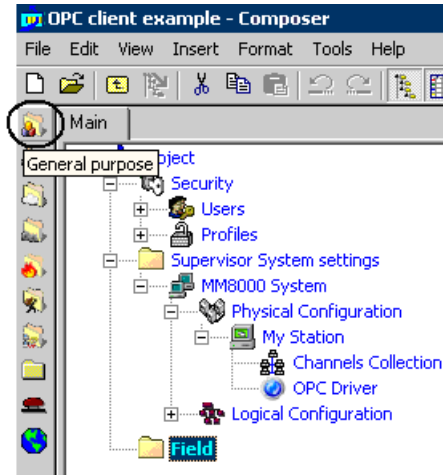 OPC client example - Composer
File Edit View Insert Format Tools Help
Main
General purpose
ject
Security
Users
Profiles
Supervisor System settings
MM8000 System
Physical Configuration
My Station
Channels Collection
OPC Driver
Logical Configuration
Field